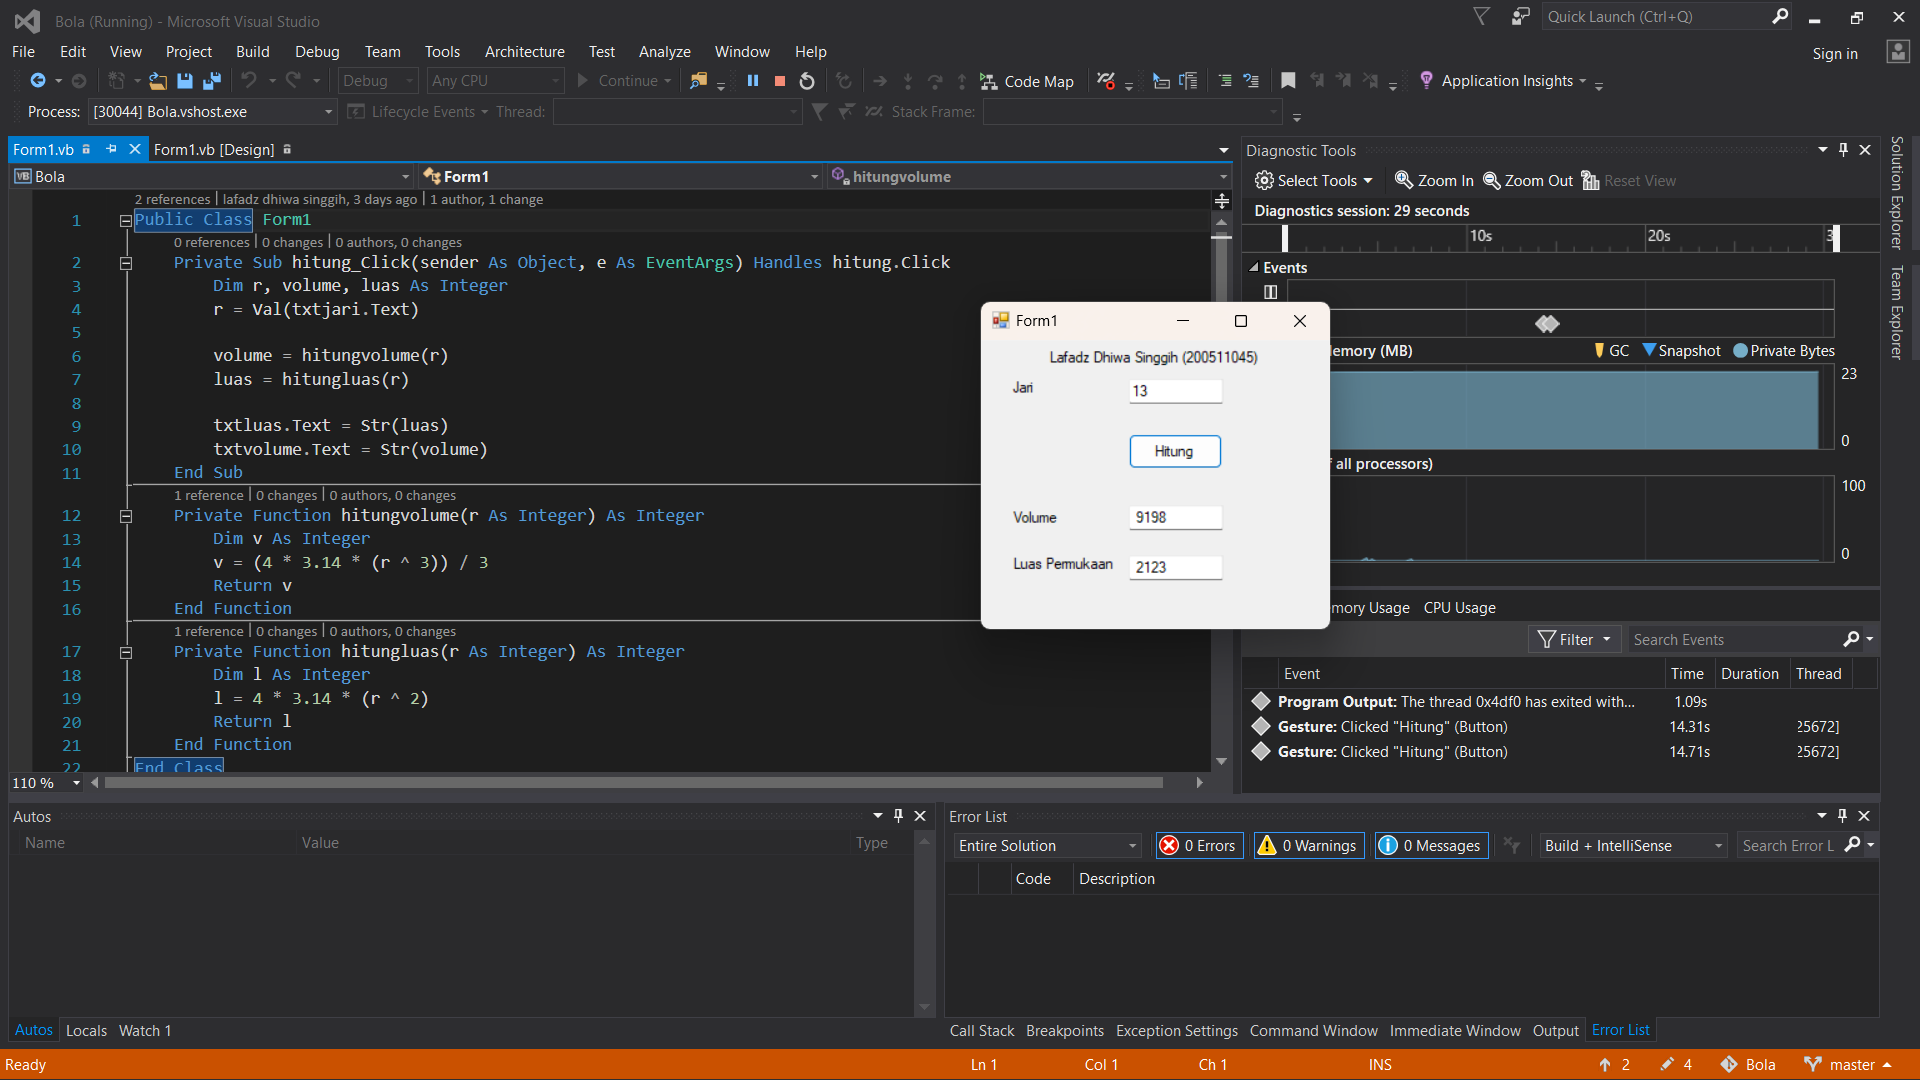 Bola (Running) - Microsoft Visual Studio
Quick Launch (Ctrl+Q)
File Edit View Project Build Debug Team Tools Architecture Test Analyze Window Help
Sign in
Debug Any CPU Continue Code Map Application Insights
Process: [30044] Bola.vshost.exe Lifecycle Events Thread: Stack Frame:
Form1.vb Form1.vb [Design]
Bola Form1 hitungvolume
2 references | lafadz dhiwa singgih, 3 days ago | 1 author, 1 change
1 Public Class Form1
0 references | 0 changes | 0 authors, 0 changes
2 Private Sub hitung_Click(sender As Object, e As EventArgs) Handles hitung.Click
3 Dim r, volume, luas As Integer
4 r = Val(txtjari.Text)
5
6 volume = hitungvolume(r)
7 luas = hitungluas(r)
8
9 txtluas.Text = Str(luas)
10 txtvolume.Text = Str(volume)
11 End Sub
1 reference | 0 changes | 0 authors, 0 changes
12 Private Function hitungvolume(r As Integer) As Integer
13 Dim v As Integer
14 v = (4 * 3.14 * (r ^ 3)) / 3
15 Return v
16 End Function
1 reference | 0 changes | 0 authors, 0 changes
17 Private Function hitungluas(r As Integer) As Integer
18 Dim l As Integer
19 l = 4 * 3.14 * (r ^ 2)
20 Return l
21 End Function
22 End Class
110 %
Form1
Lafadz Dhiwa Singgih (200511045)
Jari 13
Hitung
Volume 9198
Luas Permukaan 2123
Diagnostic Tools
Select Tools Zoom In Zoom Out Reset View
Diagnostics session: 29 seconds
10s 20s 3
Events
emory (MB) GC Snapshot Private Bytes
23
0
all processors)
100
0
mory Usage CPU Usage
Filter Search Events
Event Time Duration Thread
Program Output: The thread 0x4df0 has exited with... 1.09s
Gesture: Clicked "Hitung" (Button) 14.31s 25672]
Gesture: Clicked "Hitung" (Button) 14.71s 25672]
Solution Explorer
Team Explorer
Autos
Name Value Type
Autos Locals Watch 1
Error List
Entire Solution 0 Errors 0 Warnings 0 Messages Build + IntelliSense Search Error L
Code Description
Call Stack Breakpoints Exception Settings Command Window Immediate Window Output Error List
Ready Ln 1 Col 1 Ch 1 INS 2 4 Bola master